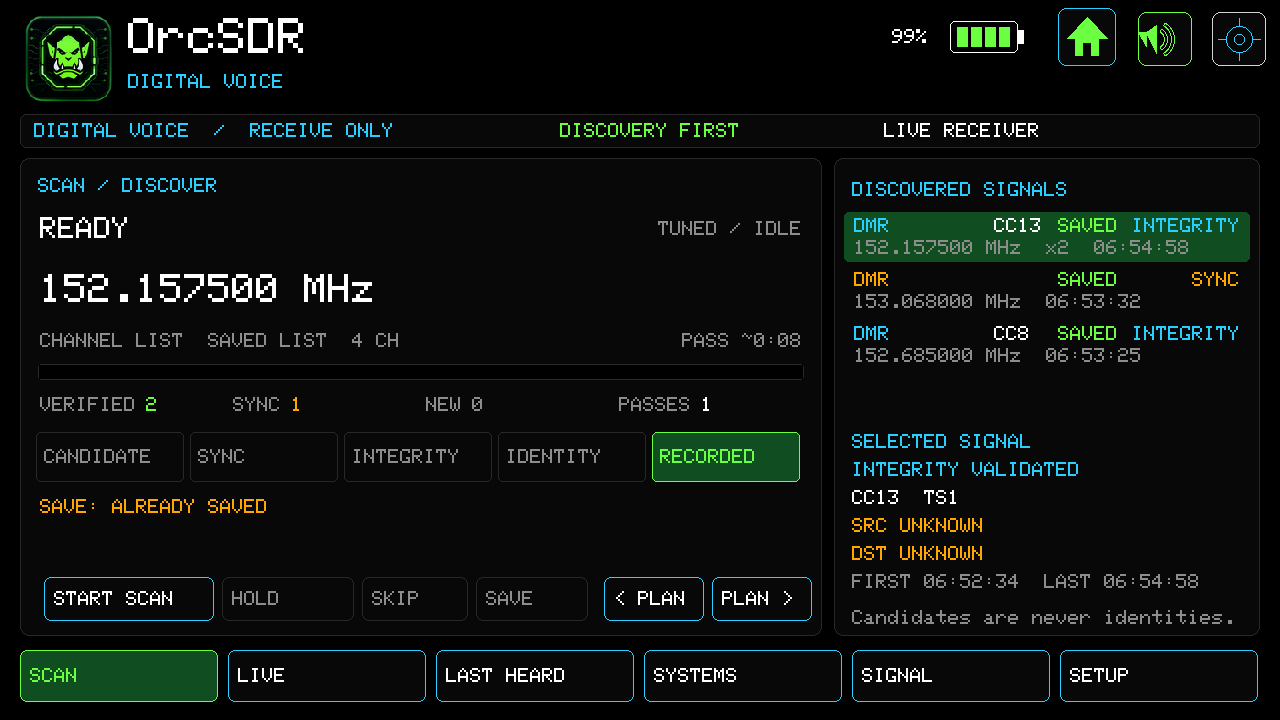 OrcSDR
DIGITAL VOICE
99%
DIGITAL VOICE / RECEIVE ONLY DISCOVERY FIRST LIVE RECEIVER
SCAN / DISCOVER
READY TUNED / IDLE
152.157500 MHz
CHANNEL LIST SAVED LIST 4 CH PASS ~0:08
VERIFIED 2 SYNC 1 NEW 0 PASSES 1
CANDIDATE SYNC INTEGRITY IDENTITY RECORDED
SAVE: ALREADY SAVED
START SCAN HOLD SKIP SAVE < PLAN PLAN >
DISCOVERED SIGNALS
DMR CC13 SAVED INTEGRITY
152.157500 MHz x2 06:54:58
DMR SAVED SYNC
153.068000 MHz 06:53:32
DMR CC8 SAVED INTEGRITY
152.685000 MHz 06:53:25
SELECTED SIGNAL
INTEGRITY VALIDATED
CC13 TS1
SRC UNKNOWN
DST UNKNOWN
FIRST 06:52:34 LAST 06:54:58
Candidates are never identities.
SCAN LIVE LAST HEARD SYSTEMS SIGNAL SETUP